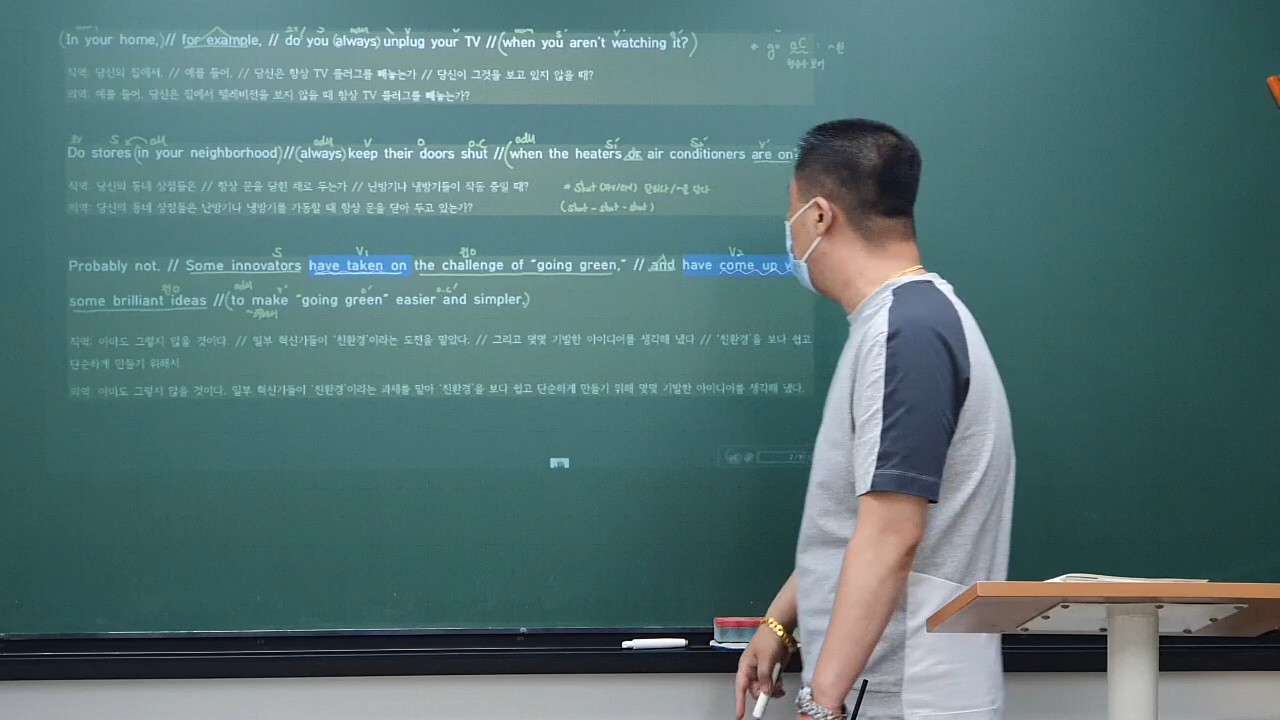 (In your home,)// for example, // do you (always) unplug your TV //(when you aren't watching it?)
직역: 당신의 집에서, // 예를 들어, // 당신은 항상 TV 플러그를 빼놓는가 // 당신이 그것을 보고 있지 않을 때?
의역: 예를 들어, 당신은 집에서 텔레비전을 보지 않을 때 항상 TV 플러그를 빼놓는가?
S adv adv V O O.C adv S' V'
Do stores (in your neighborhood)//(always) keep their doors shut //(when the heaters or air conditioners are on
직역: 당신의 동네 상점들은 // 항상 문을 닫힌 채로 두는가 // 난방기나 냉방기들이 작동 중일 때?
의역: 당신의 동네 상점들은 난방기나 냉방기를 가동할 때 항상 문을 닫아 두고 있는가?
(shut - shut - shut)
S V1 V2
Probably not. // Some innovators have taken on the challenge of "going green," // and have come up
adv V' O' O.C'
some brilliant ideas //(to make "going green" easier and simpler.)
직역: 아마도 그렇지 않을 것이다. // 일부 혁신가들이 '친환경'이라는 도전을 맡았다. // 그리고 몇몇 기발한 아이디어를 생각해 냈다 // '친환경'을 보다 쉽고
단순하게 만들기 위해서.
의역: 아마도 그렇지 않을 것이다. 일부 혁신가들이 '친환경'이라는 과제를 맡아 '친환경'을 보다 쉽고 단순하게 만들기 위해 몇몇 기발한 아이디어를 생각해 냈다.